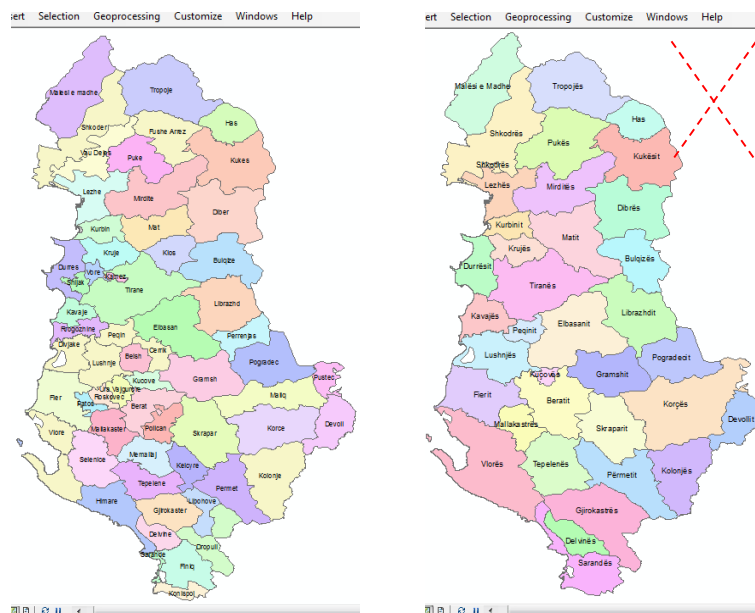 sert Selection Geoprocessing Customize Windows Help
Malesi e madhe
Tropoje
Shkoder
Has
Fushe Arrez
Vau Dejes
Puke
Kukes
Lezhe
Mirdite
Diber
Kurbin
Mat
Kruje
Klos
Bulqize
Durres
Vore
Kamez
Shijak
Tirane
Kavaje
Librazhd
Rrogozhine
Elbasan
Peqin
Perrenjas
Divjake
Cerrik
Lushnje
Belsh
Pogradec
Kucove
Gramsh
Pustec
Ura Vajgurore
Fier
Roskovec
Maliq
Patos
Berat
Devoll
Mallakaster
Polican
Korce
Vlore
Skrapar
Selenice
Memaliaj
Kelcyre
Kolonje
Tepelene
Permet
Himare
Libohove
Gjirokaster
Delvine
Dropull
Sarande
Finiq
Konispol
ert Selection Geoprocessing Customize Windows Help
Malësi e Madhe
Tropojës
Has
Shkodrës
Pukës
Kukësit
Shkodrës
Lezhës
Mirditës
Dibrës
Kurbinit
Krujës
Matit
Durrësit
Bulqizës
Tiranës
Kavajës
Librazhdit
Peqinit
Elbasanit
Lushnjës
Pogradecit
Kuçovës
Gramshit
Fierit
Beratit
Korçës
Mallakastrës
Skraparit
Devollit
Vlorës
Tepelenës
Përmetit
Kolonjës
Gjirokastrës
Delvinës
Sarandës